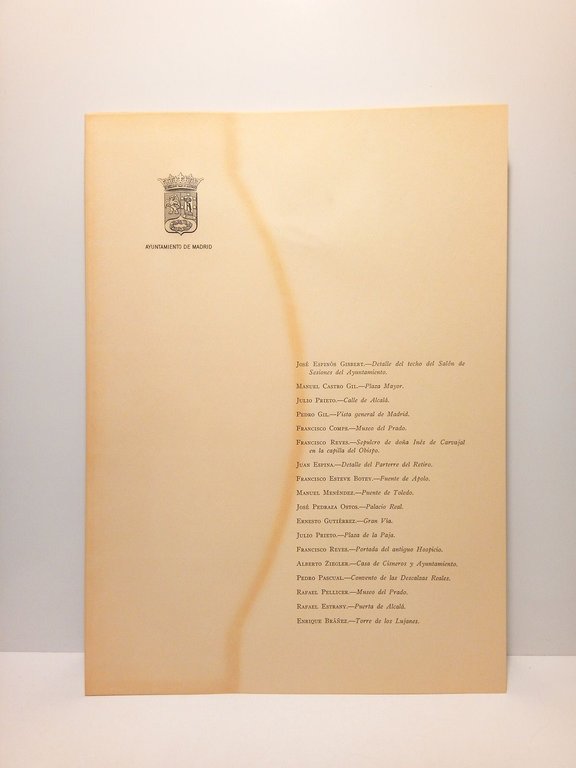 AYUNTAMIENTO DE MADRID
José Espinós Gisbert.—Detalle del techo del Salón de
Sesiones del Ayuntamiento.
Manuel Castro Gil.—Plaza Mayor.
Julio Prieto.—Calle de Alcalá.
Pedro Gil.—Vista general de Madrid.
Francisco Comps.—Museo del Prado.
Francisco Reyes.—Sepulcro de doña Inés de Carvajal
en la capilla del Obispo.
Juan Espina.—Detalle del Parterre del Retiro.
Francisco Esteve Botey.—Fuente de Apolo.
Manuel Menéndez.—Puente de Toledo.
José Pedraza Ostos.—Palacio Real.
Ernesto Gutiérrez.—Gran Vía.
Julio Prieto.—Plaza de la Paja.
Francisco Reyes.—Portada del antiguo Hospicio.
Alberto Ziegler.—Casa de Cisneros y Ayuntamiento.
Pedro Pascual.—Convento de las Descalzas Reales.
Rafael Pellicer.—Museo del Prado.
Rafael Estrany.—Puerta de Alcalá.
Enrique Bráñez.—Torre de los Lujanes.